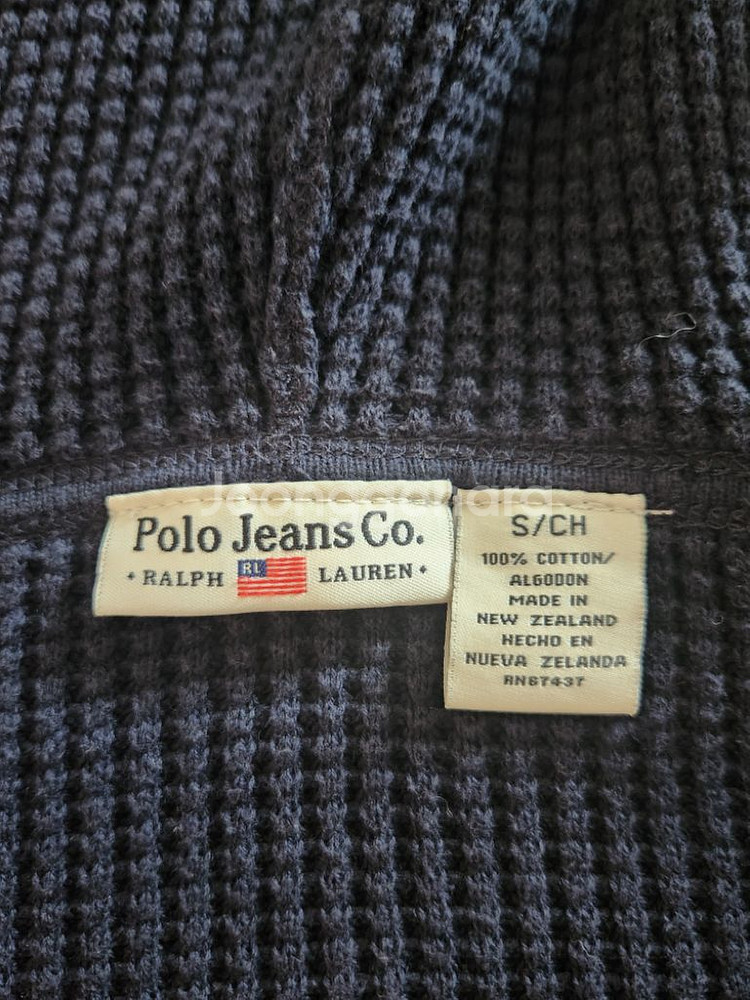 Joongonara
Polo Jeans Co.
• RALPH RL LAUREN •
S/CH
100% COTTON/
ALGODON
MADE IN
NEW ZEALAND
HECHO EN
NUEVA ZELANDA
RN67437